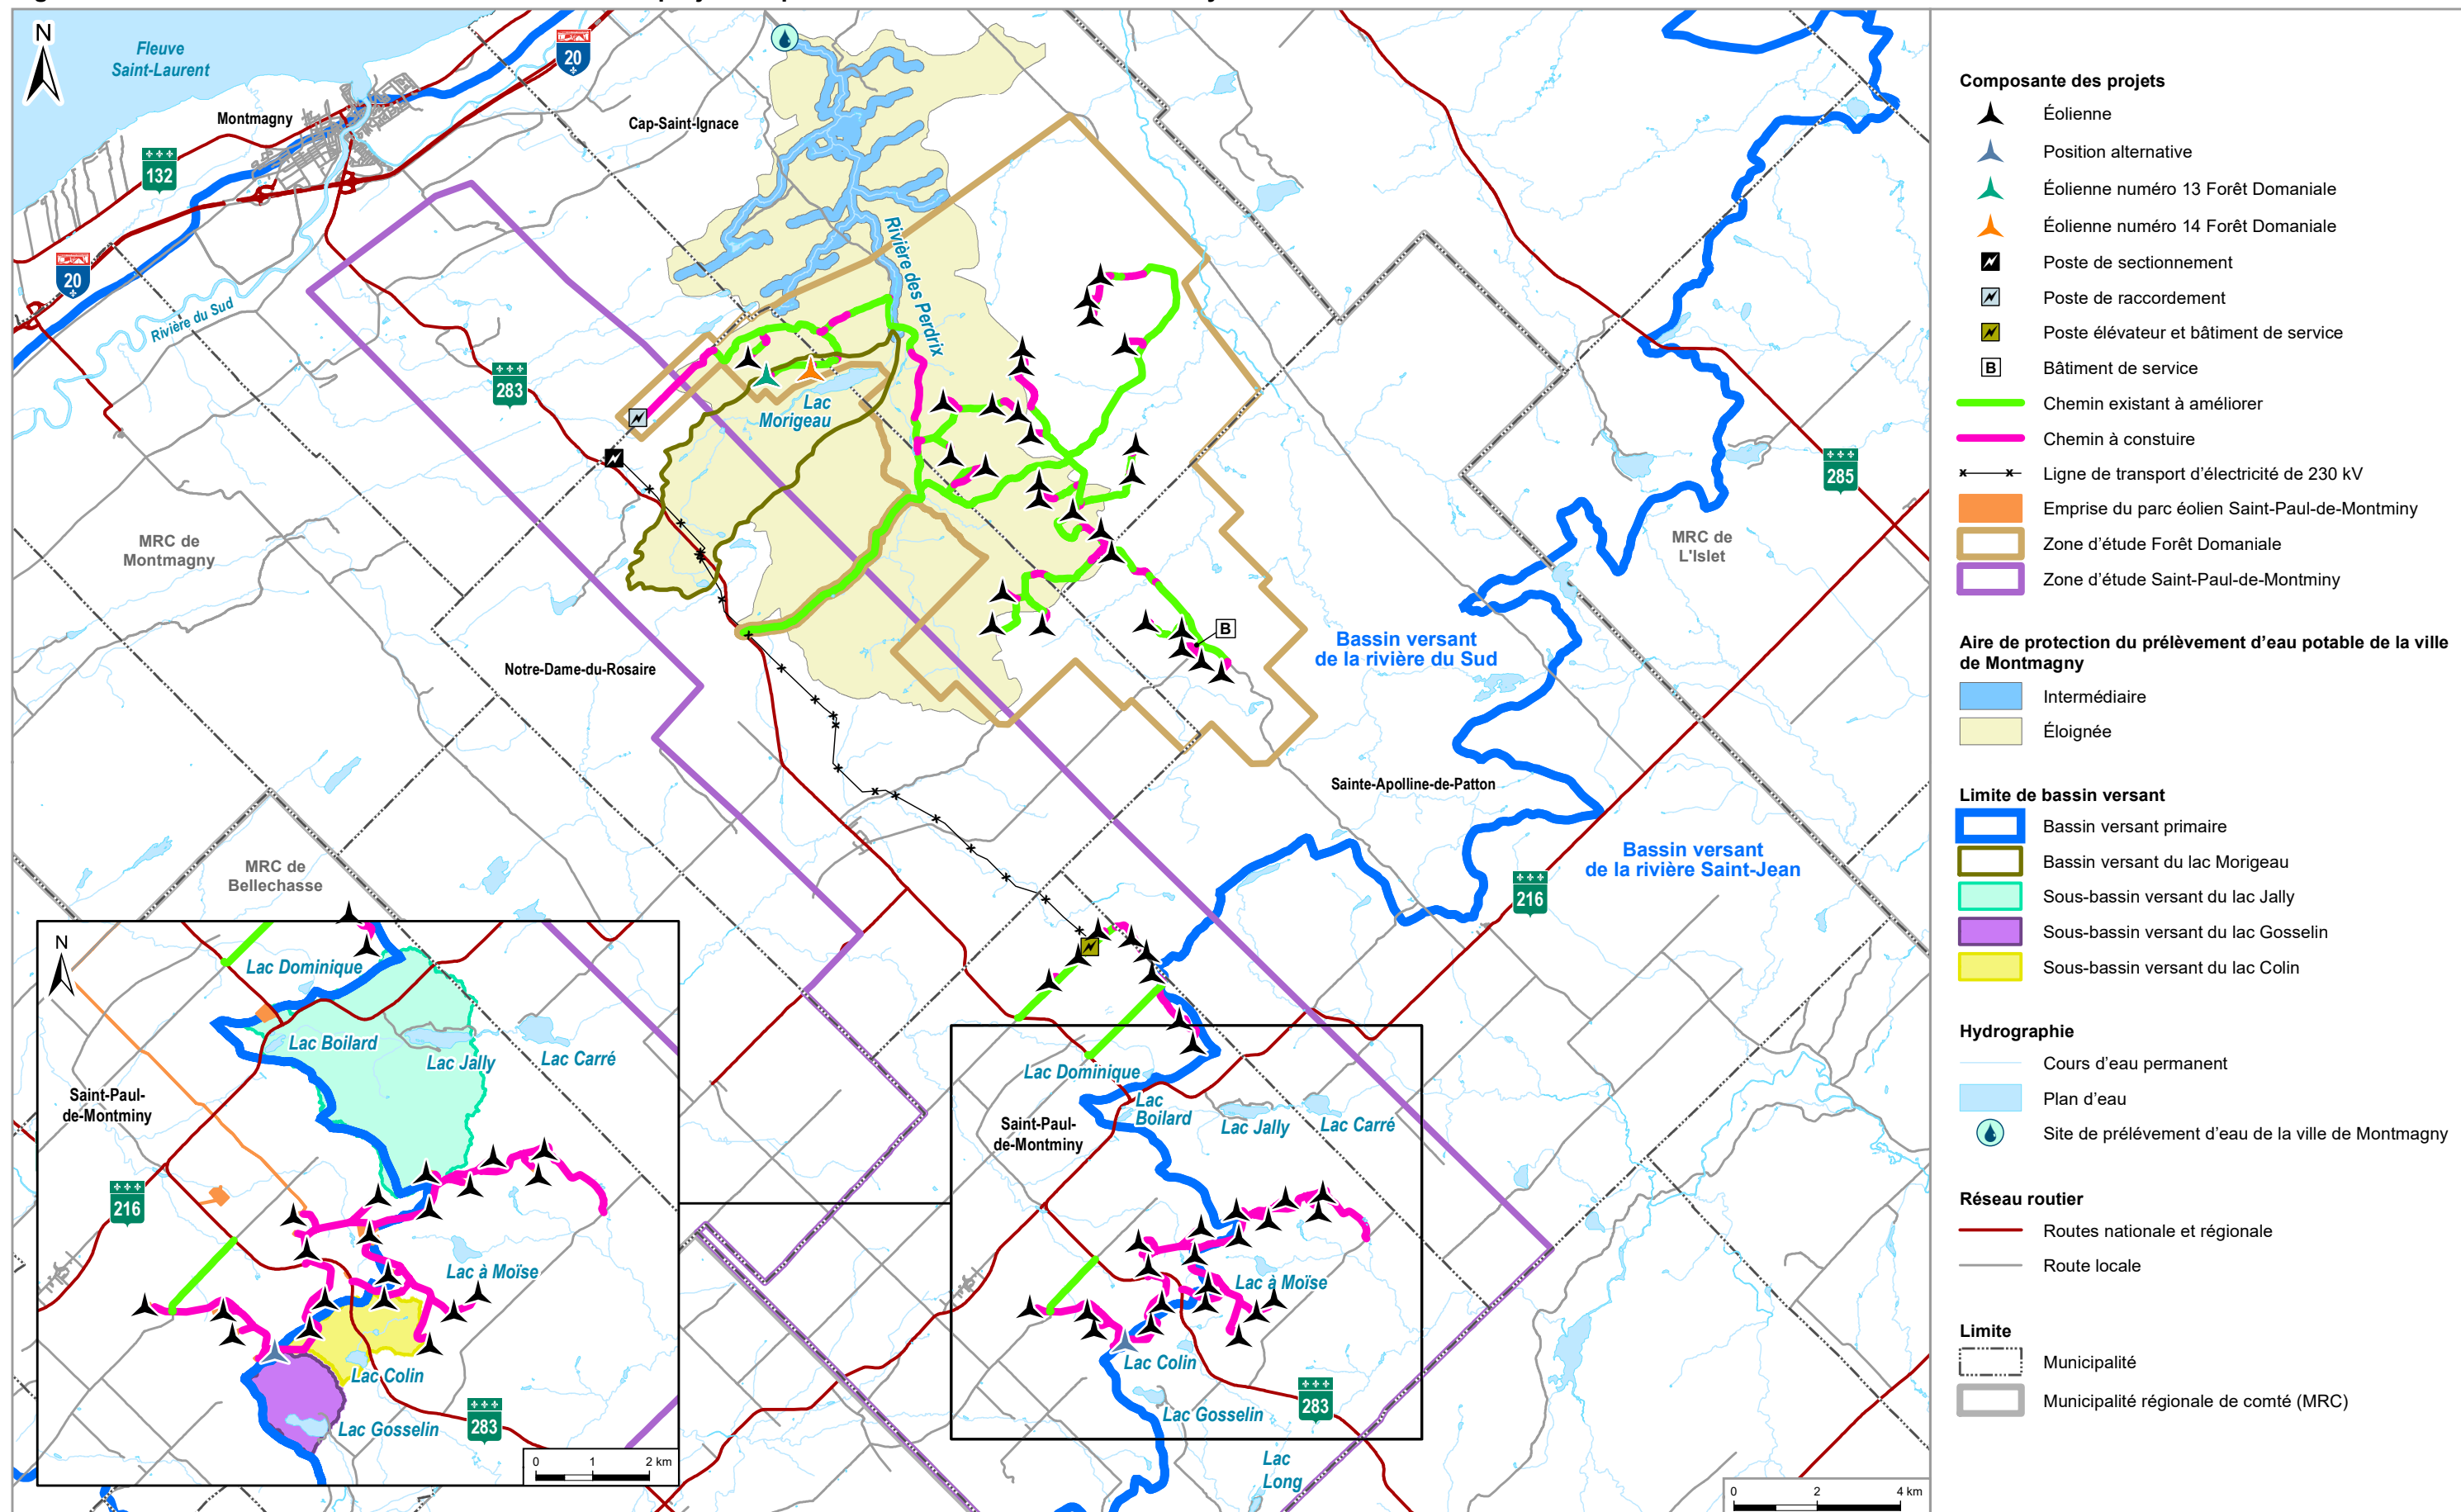 N
Fleuve
Saint-Laurent
20
Montmagny
Cap-Saint-Ignace
132
20
Rivière du Sud
Rivière des Perdrix
283
Lac
Morigeau
285
MRC de
Montmagny
MRC de
L'Islet
B
Bassin versant
de la rivière du Sud
Notre-Dame-du-Rosaire
Sainte-Apolline-de-Patton
MRC de
Bellechasse
Bassin versant
de la rivière Saint-Jean
216
Lac Dominique
Lac
Boilard
Lac Jally
Lac Carré
Saint-Paul-
de-Montminy
Lac à Moïse
Lac Colin
283
Lac Gosselin
Lac
Long
0 2 4 km
N
Lac Dominique
Lac Boilard
Lac Jally
Lac Carré
Saint-Paul-
de-Montminy
216
Lac à Moïse
Lac Colin
Lac Gosselin
283
0 1 2 km
Composante des projets
Éolienne
Position alternative
Éolienne numéro 13 Forêt Domaniale
Éolienne numéro 14 Forêt Domaniale
Poste de sectionnement
Poste de raccordement
Poste élévateur et bâtiment de service
B Bâtiment de service
Chemin existant à améliorer
Chemin à constuire
Ligne de transport d'électricité de 230 kV
Emprise du parc éolien Saint-Paul-de-Montminy
Zone d'étude Forêt Domaniale
Zone d'étude Saint-Paul-de-Montminy
Aire de protection du prélèvement d'eau potable de la ville
de Montmagny
Intermédiaire
Éloignée
Limite de bassin versant
Bassin versant primaire
Bassin versant du lac Morigeau
Sous-bassin versant du lac Jally
Sous-bassin versant du lac Gosselin
Sous-bassin versant du lac Colin
Hydrographie
Cours d'eau permanent
Plan d'eau
Site de prélévement d'eau de la ville de Montmagny
Réseau routier
Routes nationale et régionale
Route locale
Limite
Municipalité
Municipalité régionale de comté (MRC)